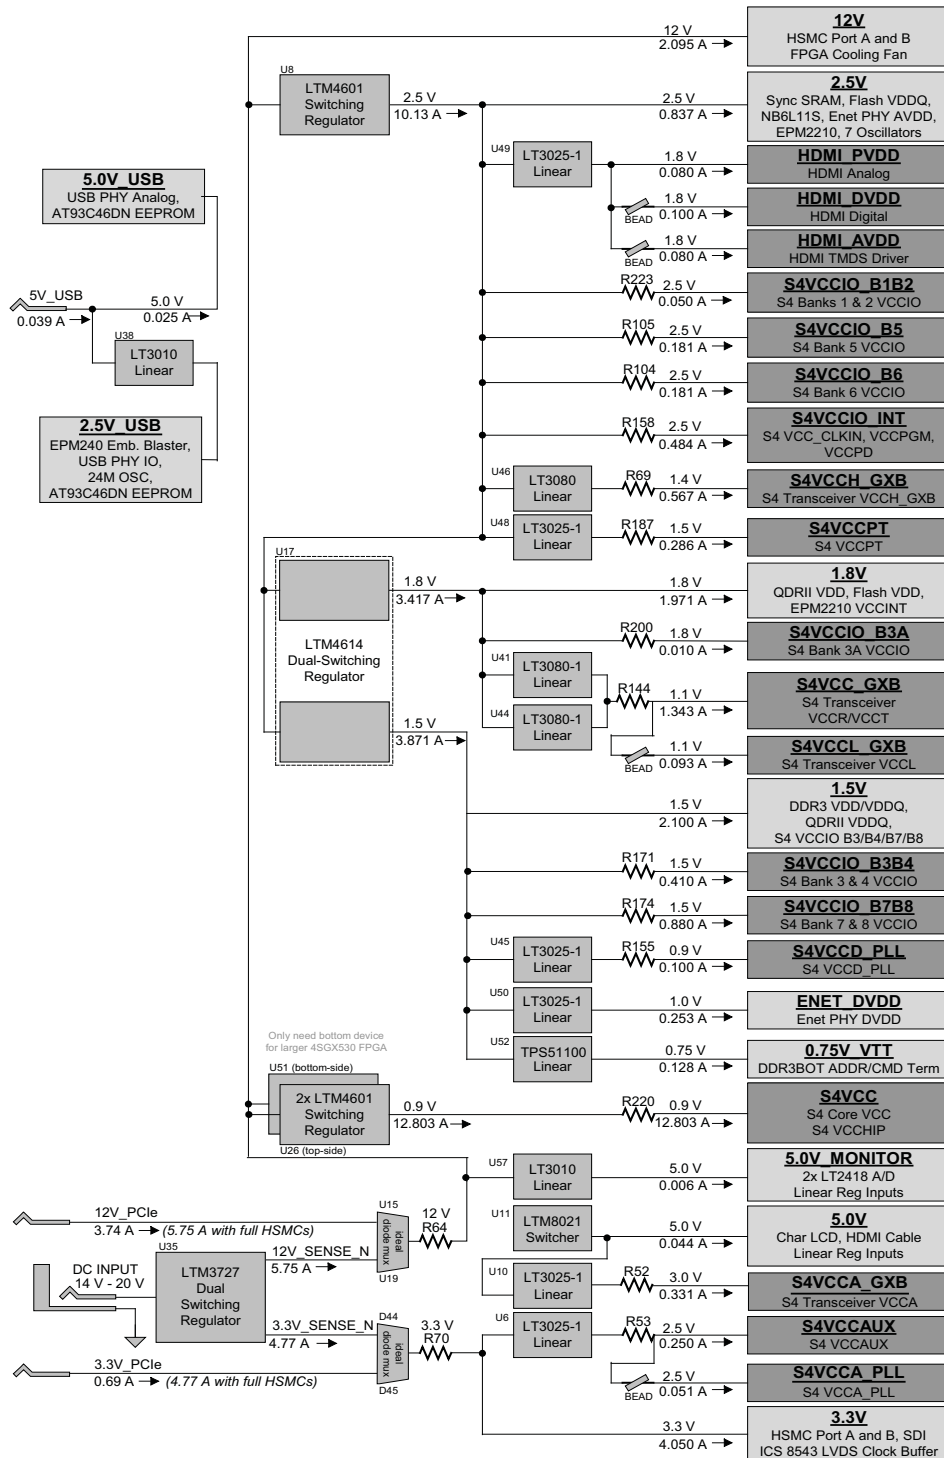 12 V
2.095 A
12V
HSMC Port A and B
FPGA Cooling Fan
U8
LTM4601
Switching
Regulator
2.5 V
10.13 A
2.5 V
0.837 A
2.5V
Sync SRAM, Flash VDDQ,
NB6L11S, Enet PHY AVDD,
EPM2210, 7 Oscillators
U49
LT3025-1
Linear
1.8 V
0.080 A
HDMI_PVDD
HDMI Analog
BEAD
1.8 V
0.100 A
HDMI_DVDD
HDMI Digital
BEAD
1.8 V
0.080 A
HDMI_AVDD
HDMI TMDS Driver
5.0V_USB
USB PHY Analog,
AT93C46DN EEPROM
5V_USB
0.039 A
5.0 V
0.025 A
U38
LT3010
Linear
2.5V_USB
EPM240 Emb. Blaster,
USB PHY IO,
24M OSC,
AT93C46DN EEPROM
R223
2.5 V
0.050 A
S4VCCIO_B1B2
S4 Banks 1 & 2 VCCIO
R105
2.5 V
0.181 A
S4VCCIO_B5
S4 Bank 5 VCCIO
R104
2.5 V
0.181 A
S4VCCIO_B6
S4 Bank 6 VCCIO
R158
2.5 V
0.484 A
S4VCCIO_INT
S4 VCC_CLKIN, VCCPGM,
VCCPD
U46
LT3080
Linear
R69
1.4 V
0.567 A
S4VCCH_GXB
S4 Transceiver VCCH_GXB
U48
LT3025-1
Linear
R187
1.5 V
0.286 A
S4VCCPT
S4 VCCPT
U17
LTM4614
Dual-Switching
Regulator
1.8 V
3.417 A
1.8 V
1.971 A
1.8V
QDRII VDD, Flash VDD,
EPM2210 VCCINT
R200
1.8 V
0.010 A
S4VCCIO_B3A
S4 Bank 3A VCCIO
U41
LT3080-1
Linear
U44
LT3080-1
Linear
R144
1.1 V
1.343 A
S4VCC_GXB
S4 Transceiver
VCCR/VCCT
BEAD
1.1 V
0.093 A
S4VCCL_GXB
S4 Transceiver VCCL
1.5 V
3.871 A
1.5 V
2.100 A
1.5V
DDR3 VDD/VDDQ,
QDRII VDDQ,
S4 VCCIO B3/B4/B7/B8
R171
1.5 V
0.410 A
S4VCCIO_B3B4
S4 Bank 3 & 4 VCCIO
R174
1.5 V
0.880 A
S4VCCIO_B7B8
S4 Bank 7 & 8 VCCIO
U45
LT3025-1
Linear
R155
0.9 V
0.100 A
S4VCCD_PLL
S4 VCCD_PLL
U50
LT3025-1
Linear
1.0 V
0.253 A
ENET_DVDD
Enet PHY DVDD
U52
TPS51100
Linear
0.75 V
0.128 A
0.75V_VTT
DDR3BOT ADDR/CMD Term
Only need bottom device
for larger 4SGX530 FPGA
U51 (bottom-side)
2x LTM4601
Switching
Regulator
U26 (top-side)
0.9 V
12.803 A
R220
0.9 V
12.803 A
S4VCC
S4 Core VCC
S4 VCCHIP
U57
LT3010
Linear
5.0 V
0.006 A
5.0V_MONITOR
2x LT2418 A/D
Linear Reg Inputs
U11
LTM8021
Switcher
5.0 V
0.044 A
5.0V
Char LCD, HDMI Cable
Linear Reg Inputs
U10
LT3025-1
Linear
R52
3.0 V
0.331 A
S4VCCA_GXB
S4 Transceiver VCCA
12V_PCIe
3.74 A
(5.75 A with full HSMCs)
U15
ideal
diode mux
U19
12 V
R64
U35
LTM3727
Dual
Switching
Regulator
DC INPUT
14 V - 20 V
12V_SENSE_N
5.75 A
3.3V_SENSE_N
4.77 A
D44
ideal
diode mux
D45
3.3 V
R70
3.3V_PCIe
0.69 A
(4.77 A with full HSMCs)
U6
LT3025-1
Linear
R53
2.5 V
0.250 A
S4VCCAUX
S4 VCCAUX
BEAD
2.5 V
0.051 A
S4VCCA_PLL
S4 VCCA_PLL
3.3 V
4.050 A
3.3V
HSMC Port A and B, SDI
ICS 8543 LVDS Clock Buffer